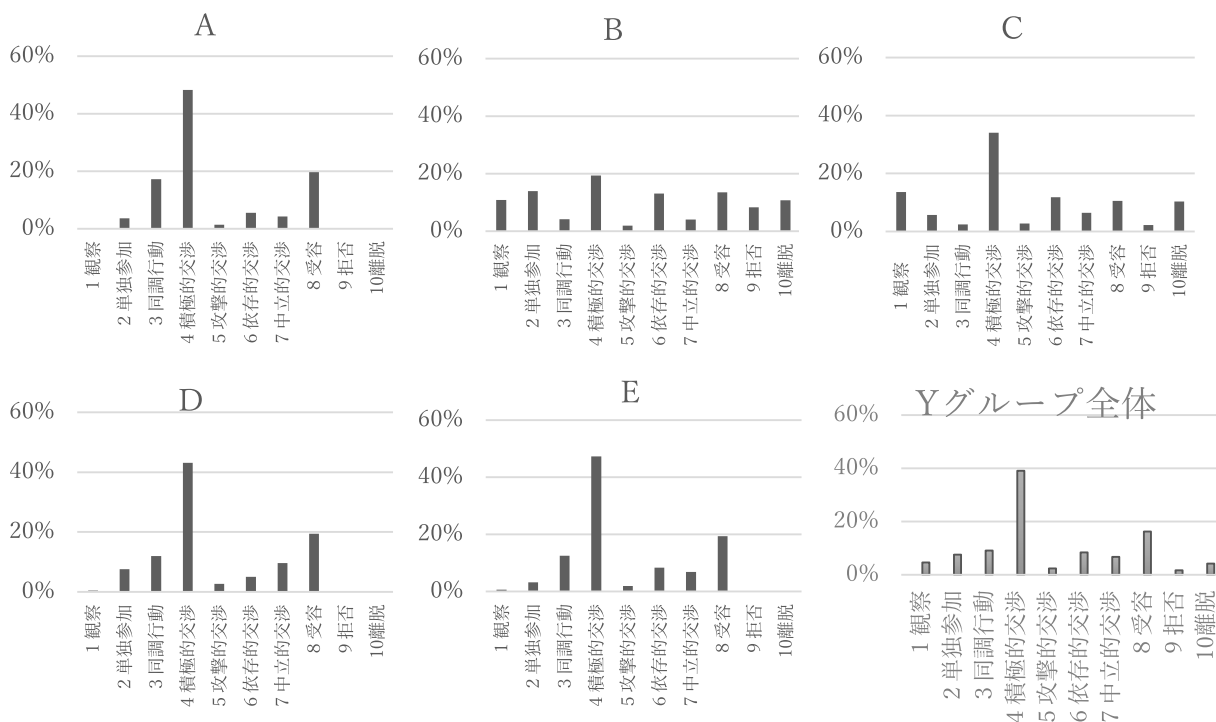 A
60%
40%
20%
0%
1 観察
2 単独参加
3 同調行動
4 積極的交渉
5 攻撃的交渉
6 依存的交渉
7 中立的交渉
8 受容
9 拒否
10離脱
B
60%
40%
20%
0%
1 観察
2 単独参加
3 同調行動
4 積極的交渉
5 攻撃的交渉
6 依存的交渉
7 中立的交渉
8 受容
9 拒否
10離脱
C
60%
40%
20%
0%
1 観察
2 単独参加
3 同調行動
4 積極的交渉
5 攻撃的交渉
6 依存的交渉
7 中立的交渉
8 受容
9 拒否
10離脱
D
60%
40%
20%
0%
1 観察
2 単独参加
3 同調行動
4 積極的交渉
5 攻撃的交渉
6 依存的交渉
7 中立的交渉
8 受容
9 拒否
10離脱
E
60%
40%
20%
0%
1 観察
2 単独参加
3 同調行動
4 積極的交渉
5 攻撃的交渉
6 依存的交渉
7 中立的交渉
8 受容
9 拒否
10離脱
Yグループ全体
60%
40%
20%
0%
1 観察
2 単独参加
3 同調行動
4 積極的交渉
5 攻撃的交渉
6 依存的交渉
7 中立的交渉
8 受容
9 拒否
10離脱